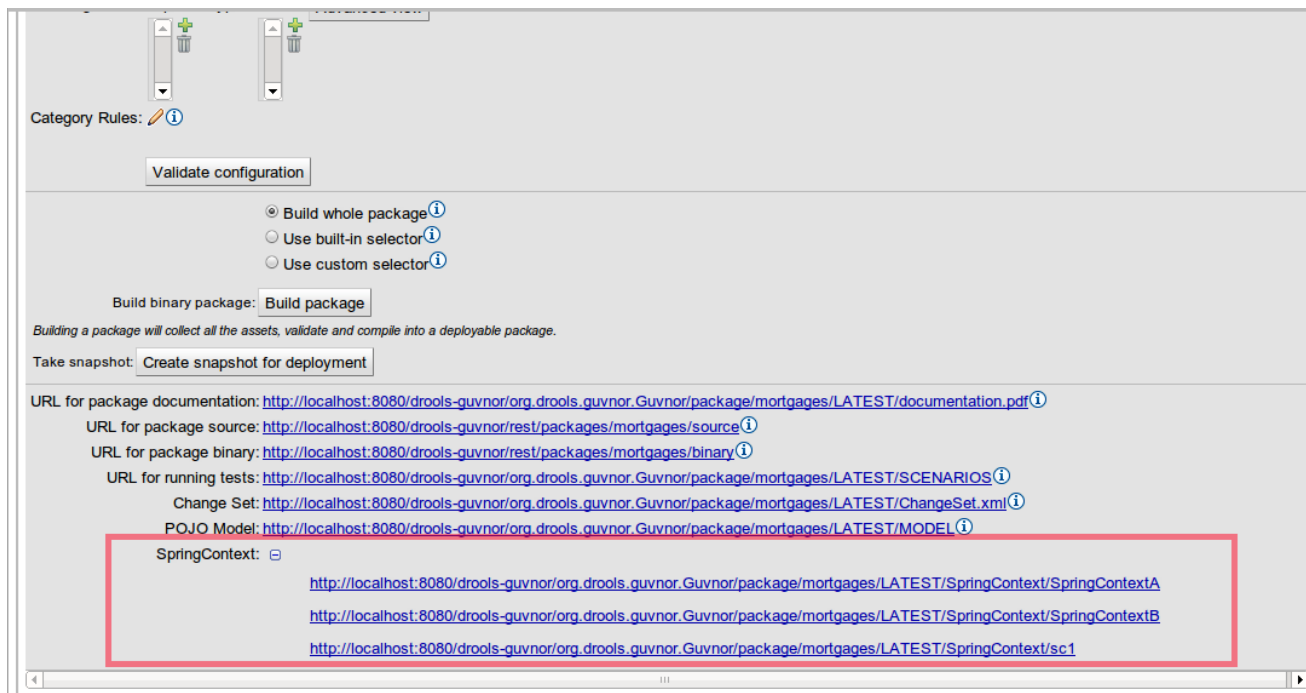 Category Rules:
Validate configuration
Build whole package
Use built-in selector
Use custom selector
Build binary package: Build package
Building a package will collect all the assets, validate and compile into a deployable package.
Take snapshot: Create snapshot for deployment
URL for package documentation: http://localhost:8080/drools-guvnor/org.drools.guvnor.Guvnor/package/mortgages/LATEST/documentation.pdf
URL for package source: http://localhost:8080/drools-guvnor/rest/packages/mortgages/source
URL for package binary: http://localhost:8080/drools-guvnor/rest/packages/mortgages/binary
URL for running tests: http://localhost:8080/drools-guvnor/org.drools.guvnor.Guvnor/package/mortgages/LATEST/SCENARIOS
Change Set: http://localhost:8080/drools-guvnor/org.drools.guvnor.Guvnor/package/mortgages/LATEST/ChangeSet.xml
POJO Model: http://localhost:8080/drools-guvnor/org.drools.guvnor.Guvnor/package/mortgages/LATEST/MODEL
SpringContext:
http://localhost:8080/drools-guvnor/org.drools.guvnor.Guvnor/package/mortgages/LATEST/SpringContext/SpringContextA
http://localhost:8080/drools-guvnor/org.drools.guvnor.Guvnor/package/mortgages/LATEST/SpringContext/SpringContextB
http://localhost:8080/drools-guvnor/org.drools.guvnor.Guvnor/package/mortgages/LATEST/SpringContext/sc1